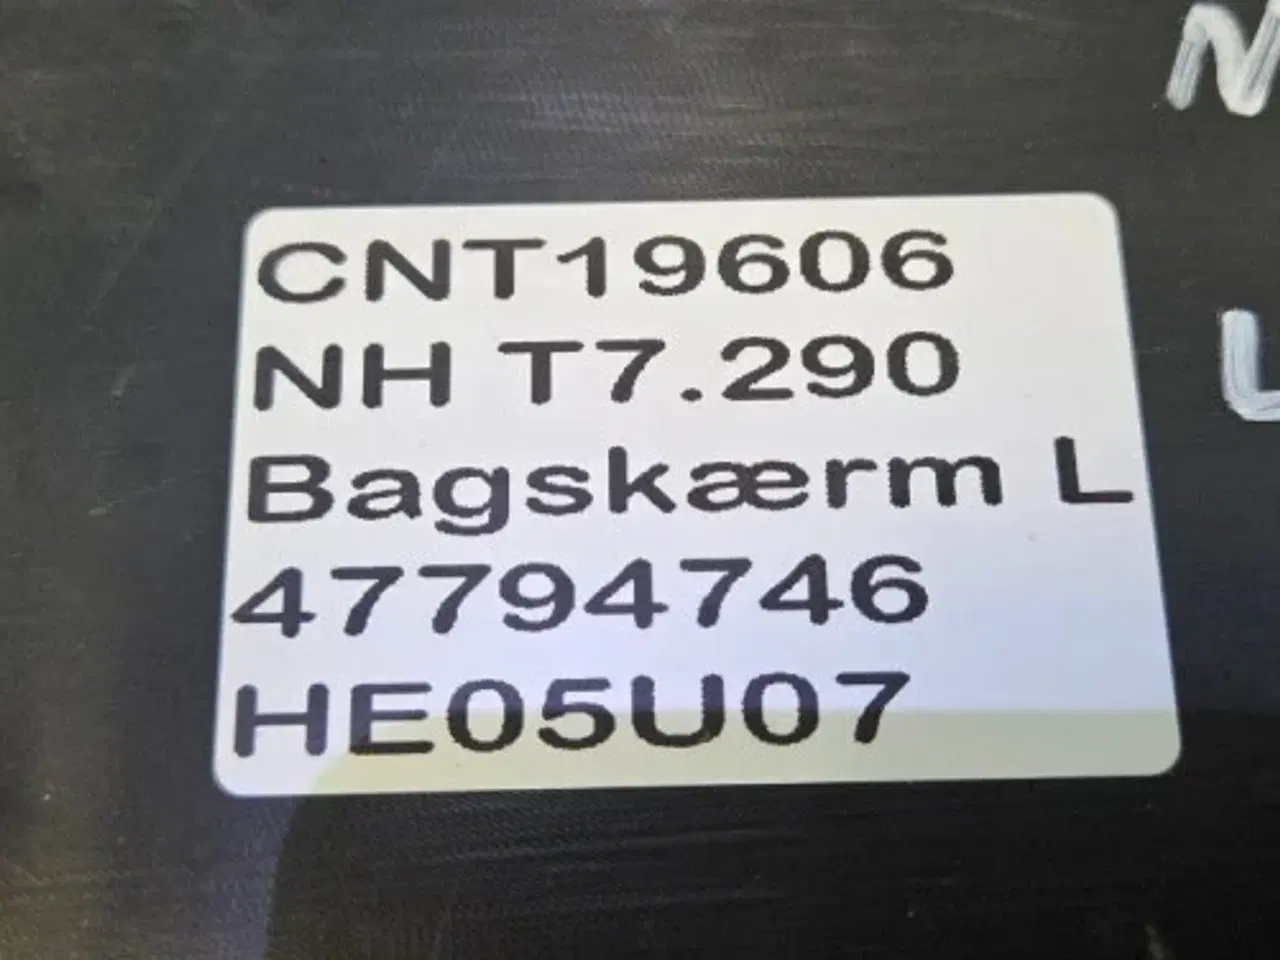 CNT19606
NH T7.290
Bagskærm L
47794746
HE05U07